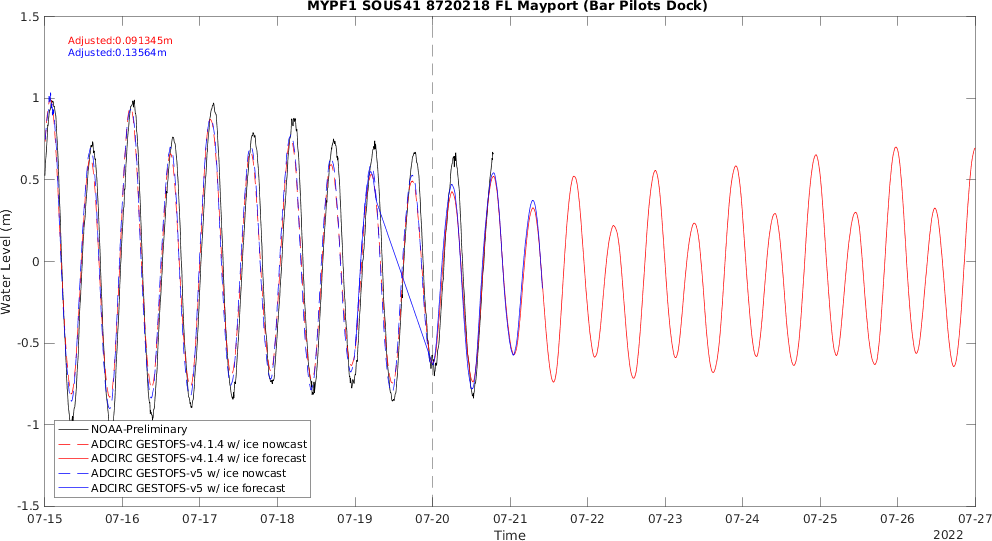 MYPF1 SOUS41 8720218 FL Mayport (Bar Pilots Dock)
1.5
Adjusted:0.091345m
Adjusted:0.13564m
1
0.5
0
-0.5
-1
-1.5
Water Level (m)
NOAA-Preliminary
ADCIRC GESTOFS-v4.1.4 w/ ice nowcast
ADCIRC GESTOFS-v4.1.4 w/ ice forecast
ADCIRC GESTOFS-v5 w/ ice nowcast
ADCIRC GESTOFS-v5 w/ ice forecast
07-15 07-16 07-17 07-18 07-19 07-20 07-21 07-22 07-23 07-24 07-25 07-26 07-27
Time
2022